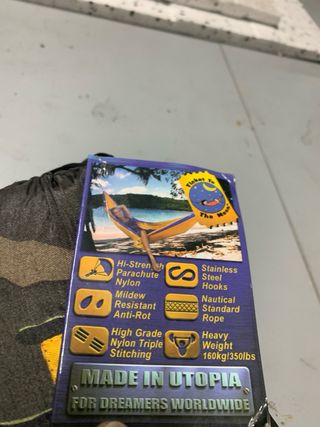 Ticket To
The Moon
Hi-Strength
Parachute
Nylon
Stainless
Steel
Hooks
Mildew
Resistant
Anti-Rot
Nautical
Standard
Rope
High Grade
Nylon Triple
Stitching
Heavy
Weight
160kg/350lbs
MADE IN UTOPIA
FOR DREAMERS WORLDWIDE